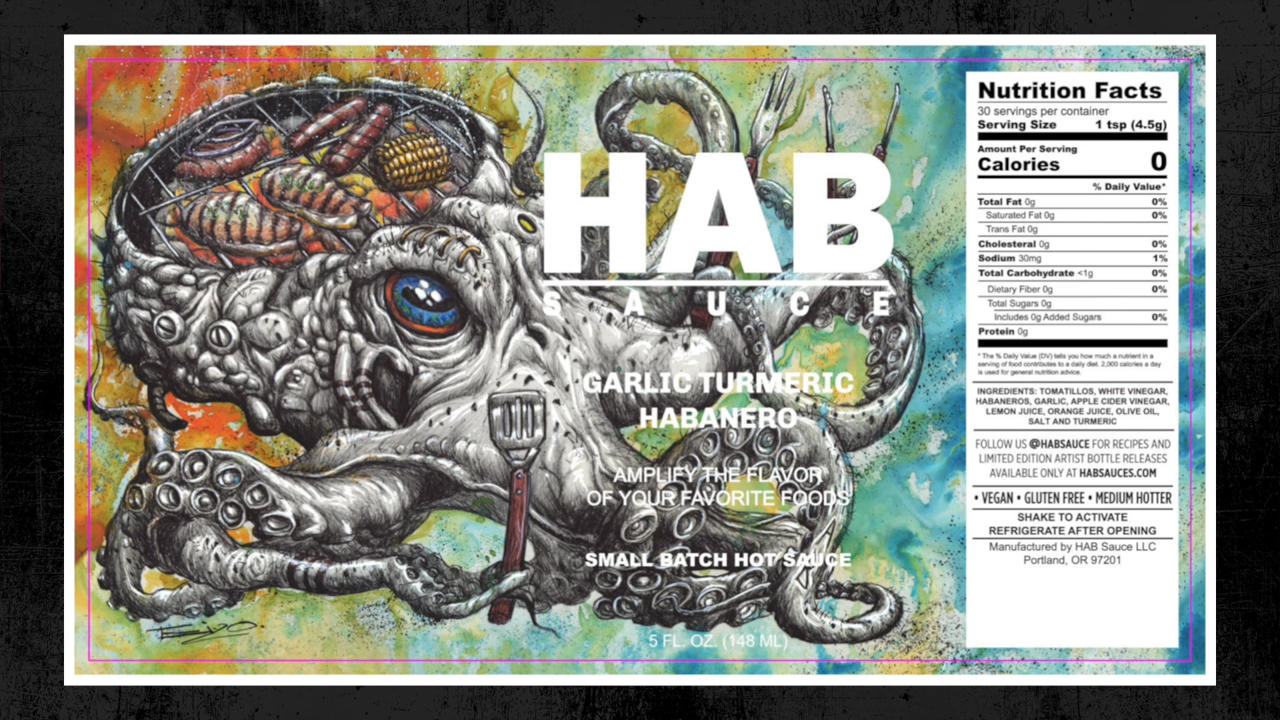 HAB
SAUCE
GARLIC TURMERIC
HABANERO
AMPLIFY THE FLAVOR
OF YOUR FAVORITE FOODS
SMALL BATCH HOT SAUCE
5 FL. OZ. (148 ML)
Nutrition Facts
30 servings per container
Serving Size 1 tsp (4.5g)
Amount Per Serving
Calories 0
% Daily Value*
Total Fat 0g 0%
Saturated Fat 0g 0%
Trans Fat 0g
Cholesteral 0g 0%
Sodium 30mg 1%
Total Carbohydrate <1g 0%
Dietary Fiber 0g 0%
Total Sugars 0g
Includes 0g Added Sugars 0%
Protein 0g
* The % Daily Value (DV) tells you how much a nutrient in a
serving of food contributes to a daily diet. 2,000 calories a day
is used for general nutrition advice.
INGREDIENTS: TOMATILLOS, WHITE VINEGAR,
HABANEROS, GARLIC, APPLE CIDER VINEGAR,
LEMON JUICE, ORANGE JUICE, OLIVE OIL,
SALT AND TURMERIC
FOLLOW US @HABSAUCE FOR RECIPES AND
LIMITED EDITION ARTIST BOTTLE RELEASES
AVAILABLE ONLY AT HABSAUCES.COM
• VEGAN • GLUTEN FREE • MEDIUM HOTTER
SHAKE TO ACTIVATE
REFRIGERATE AFTER OPENING
Manufactured by HAB Sauce LLC
Portland, OR 97201